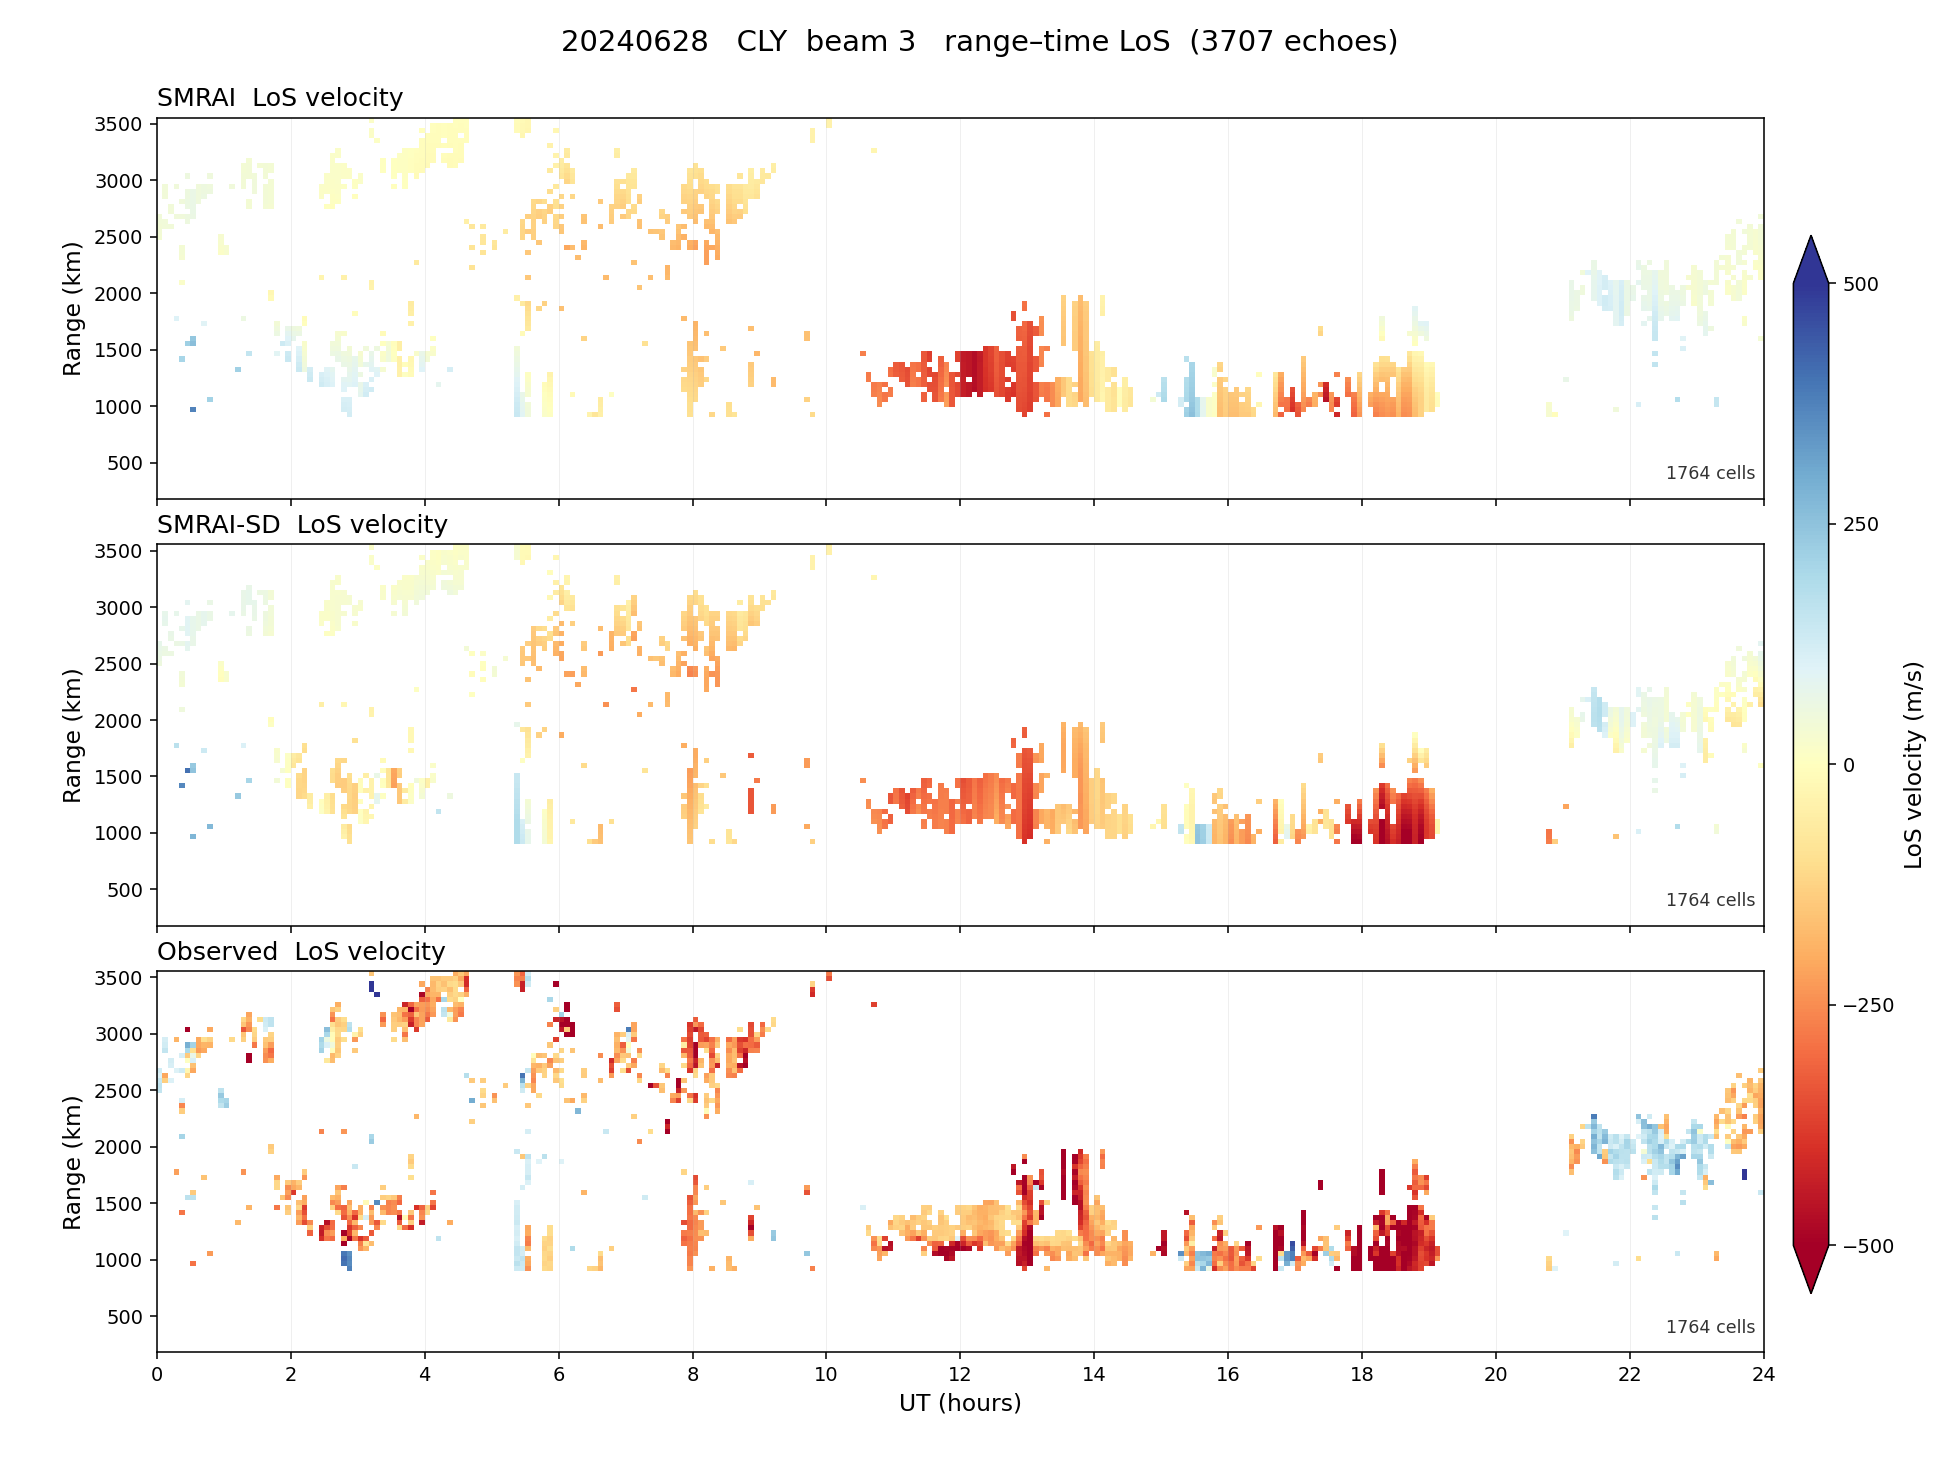 20240628   CLY  beam 3   range–time LoS  (3707 echoes)
SMRAI  LoS velocity
3500
3000
2500
2000
1500
1000
500
Range (km)
1764 cells
SMRAI-SD  LoS velocity
3500
3000
2500
2000
1500
1000
500
Range (km)
1764 cells
Observed  LoS velocity
3500
3000
2500
2000
1500
1000
500
Range (km)
1764 cells
0 2 4 6 8 10 12 14 16 18 20 22 24
UT (hours)
500
250
0
−250
−500
LoS velocity (m/s)